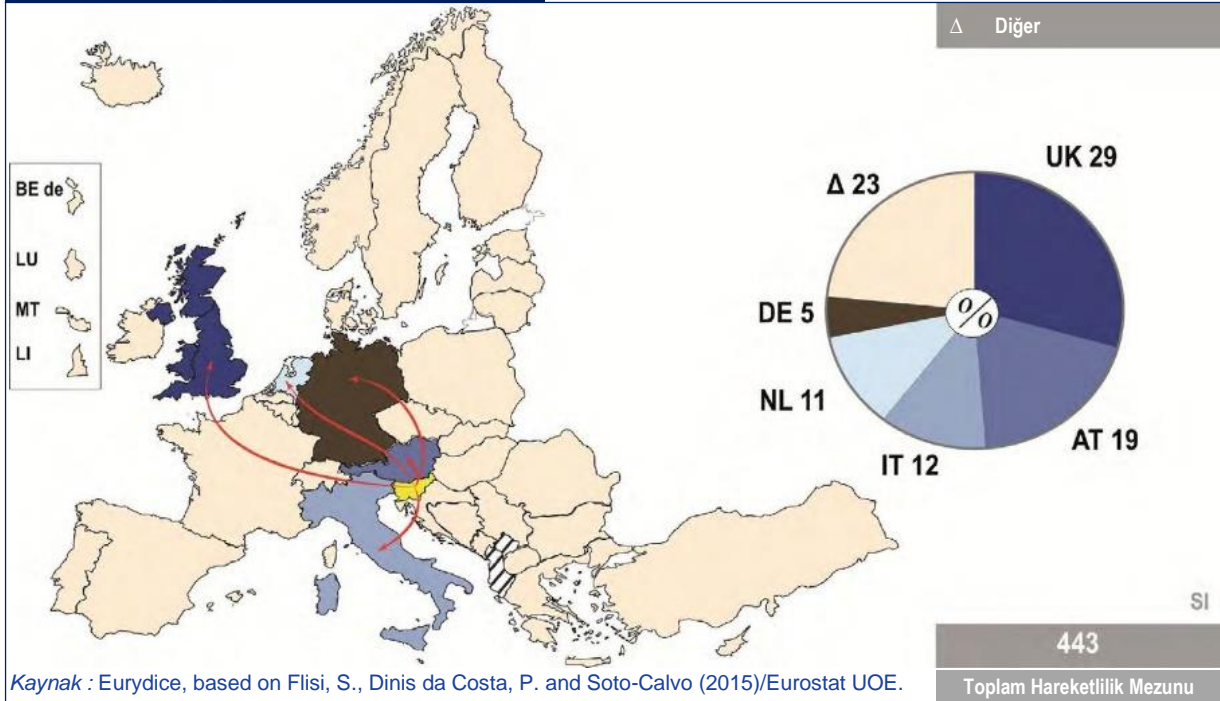 Δ Diğer
BE de
LU
MT
LI
UK 29
Δ 23
DE 5
%
NL 11
AT 19
IT 12
SI
443
Toplam Hareketlilik Mezunu
Kaynak : Eurydice, based on Flisi, S., Dinis da Costa, P. and Soto-Calvo (2015)/Eurostat UOE.